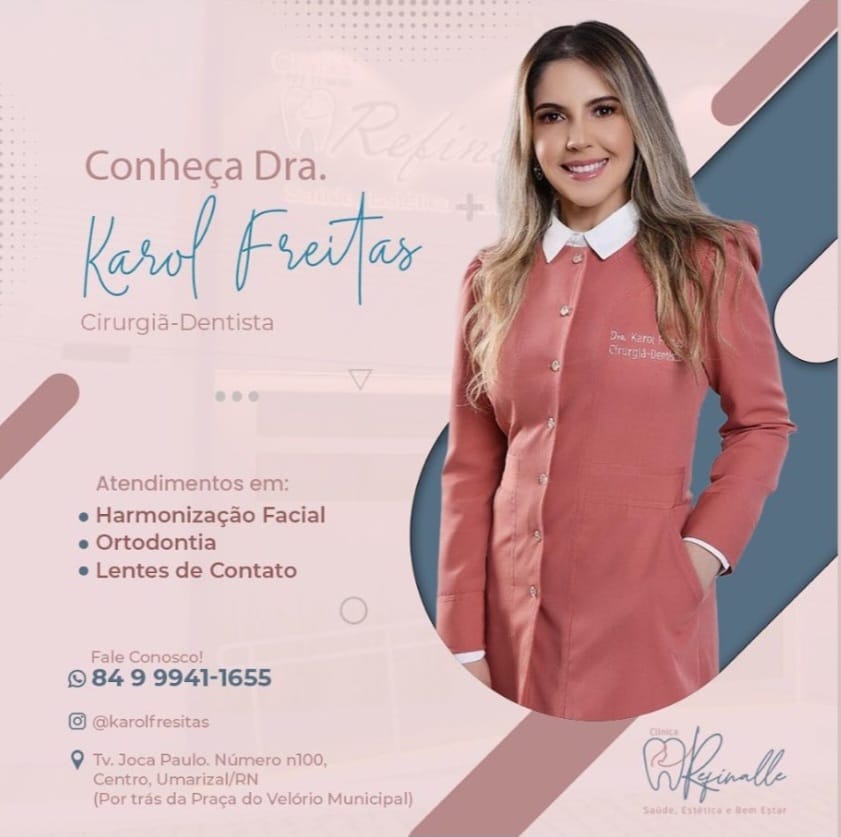 Conheça Dra.
Karol Freitas
Cirurgiã-Dentista
Dra. Karol
Cirurgiã-Dentista
Atendimentos em:
• Harmonização Facial
• Ortodontia
• Lentes de Contato
Fale Conosco!
84 9 9941-1655
@karolfresitas
Tv. Joca Paulo. Número n100,
Centro, Umarizal/RN
(Por trás da Praça do Velório Municipal)
Clínica
Refinalle
Saúde, Estética e Bem Estar